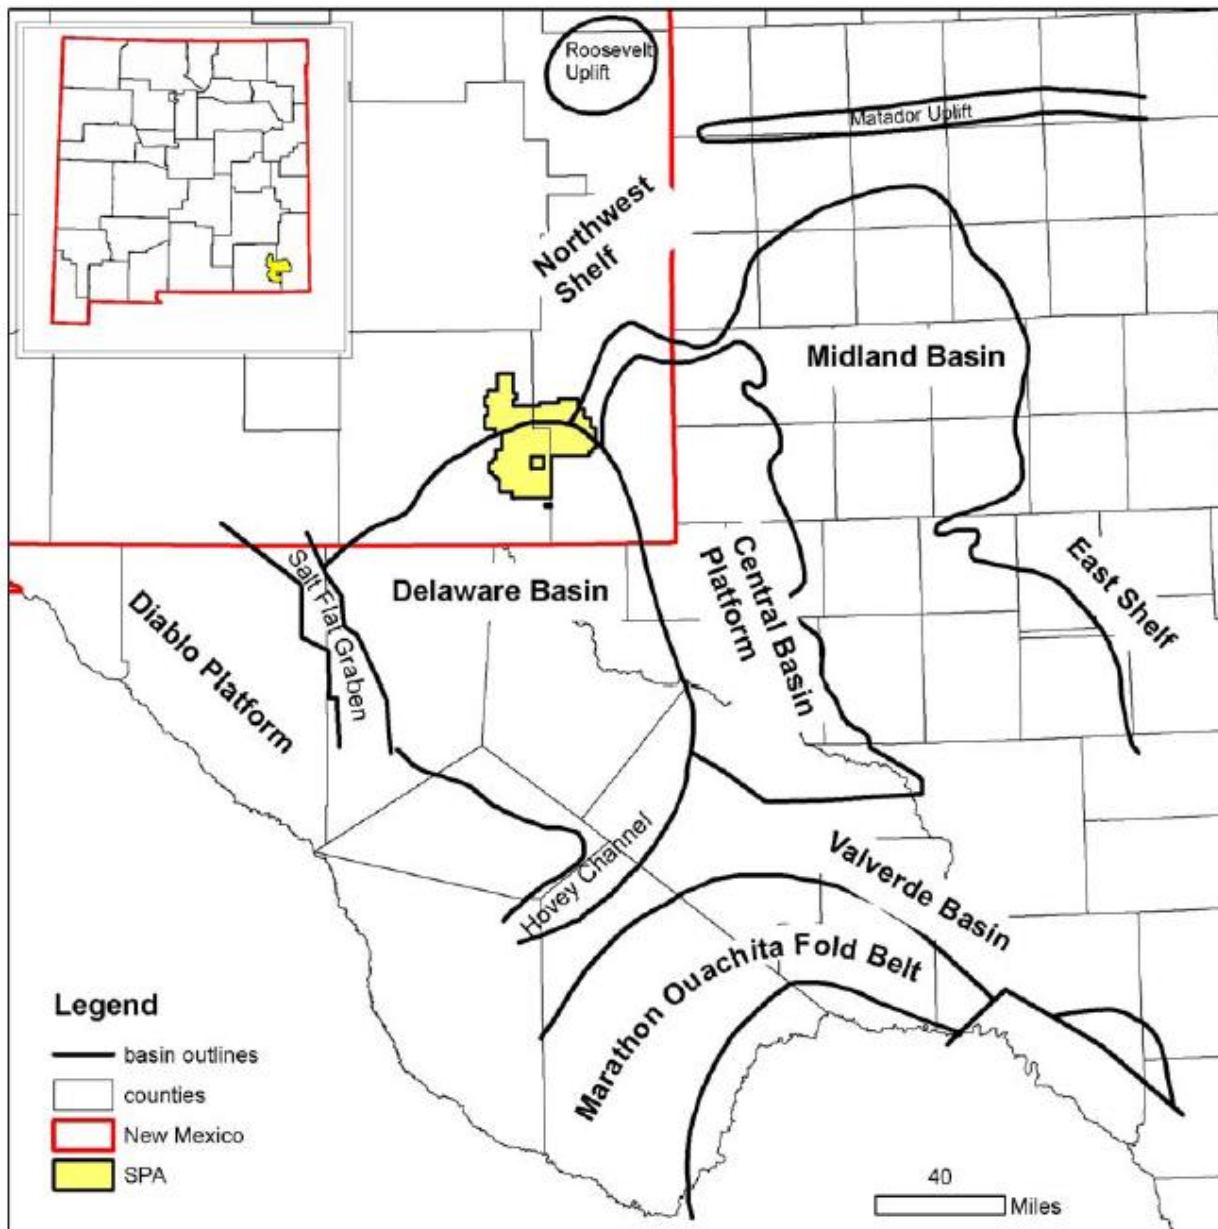 Roosevelt
Uplift
Matador Uplift
Northwest
Shelf
Midland Basin
Salt Flat Graben
Delaware Basin
Central Basin
Platform
East Shelf
Diablo Platform
Hovey Channel
Valverde Basin
Marathon Ouachita Fold Belt
Legend
basin outlines
counties
New Mexico
SPA
40
Miles